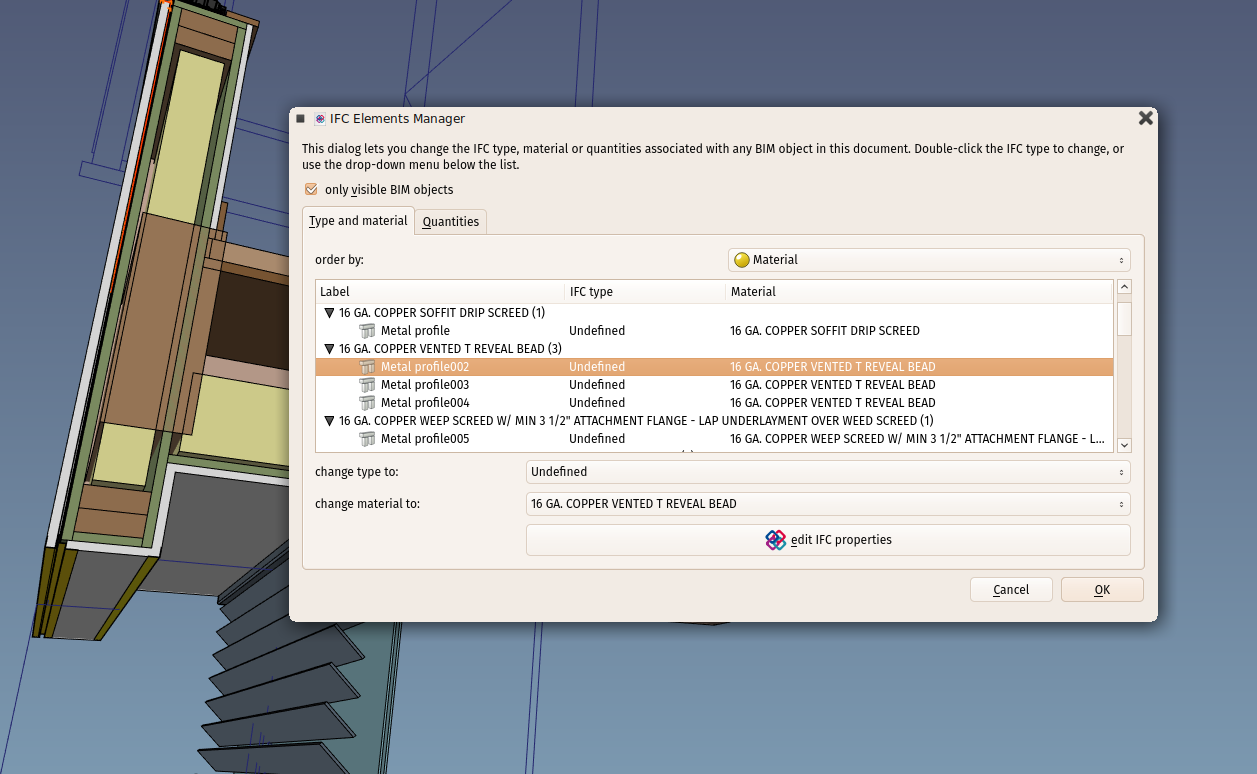 IFC Elements Manager
This dialog lets you change the IFC type, material or quantities associated with any BIM object in this document. Double-click the IFC type to change, or
use the drop-down menu below the list.
only visible BIM objects
Type and material Quantities
order by: Material
Label IFC type Material
16 GA. COPPER SOFFIT DRIP SCREED (1)
Metal profile Undefined 16 GA. COPPER SOFFIT DRIP SCREED
16 GA. COPPER VENTED T REVEAL BEAD (3)
Metal profile002 Undefined 16 GA. COPPER VENTED T REVEAL BEAD
Metal profile003 Undefined 16 GA. COPPER VENTED T REVEAL BEAD
Metal profile004 Undefined 16 GA. COPPER VENTED T REVEAL BEAD
16 GA. COPPER WEEP SCREED W/ MIN 3 1/2" ATTACHMENT FLANGE - LAP UNDERLAYMENT OVER WEED SCREED (1)
Metal profile005 Undefined 16 GA. COPPER WEEP SCREED W/ MIN 3 1/2" ATTACHMENT FLANGE - L...
change type to: Undefined
change material to: 16 GA. COPPER VENTED T REVEAL BEAD
edit IFC properties
Cancel OK